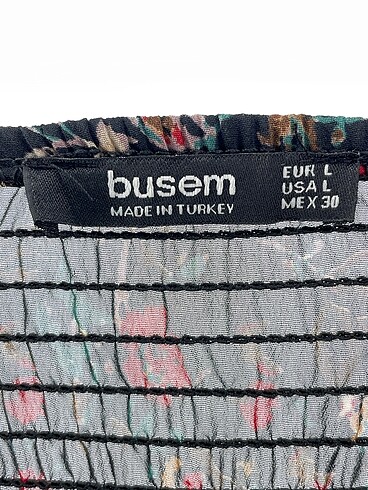 busem
MADE IN TURKEY
EUR L
USA L
MEX 30